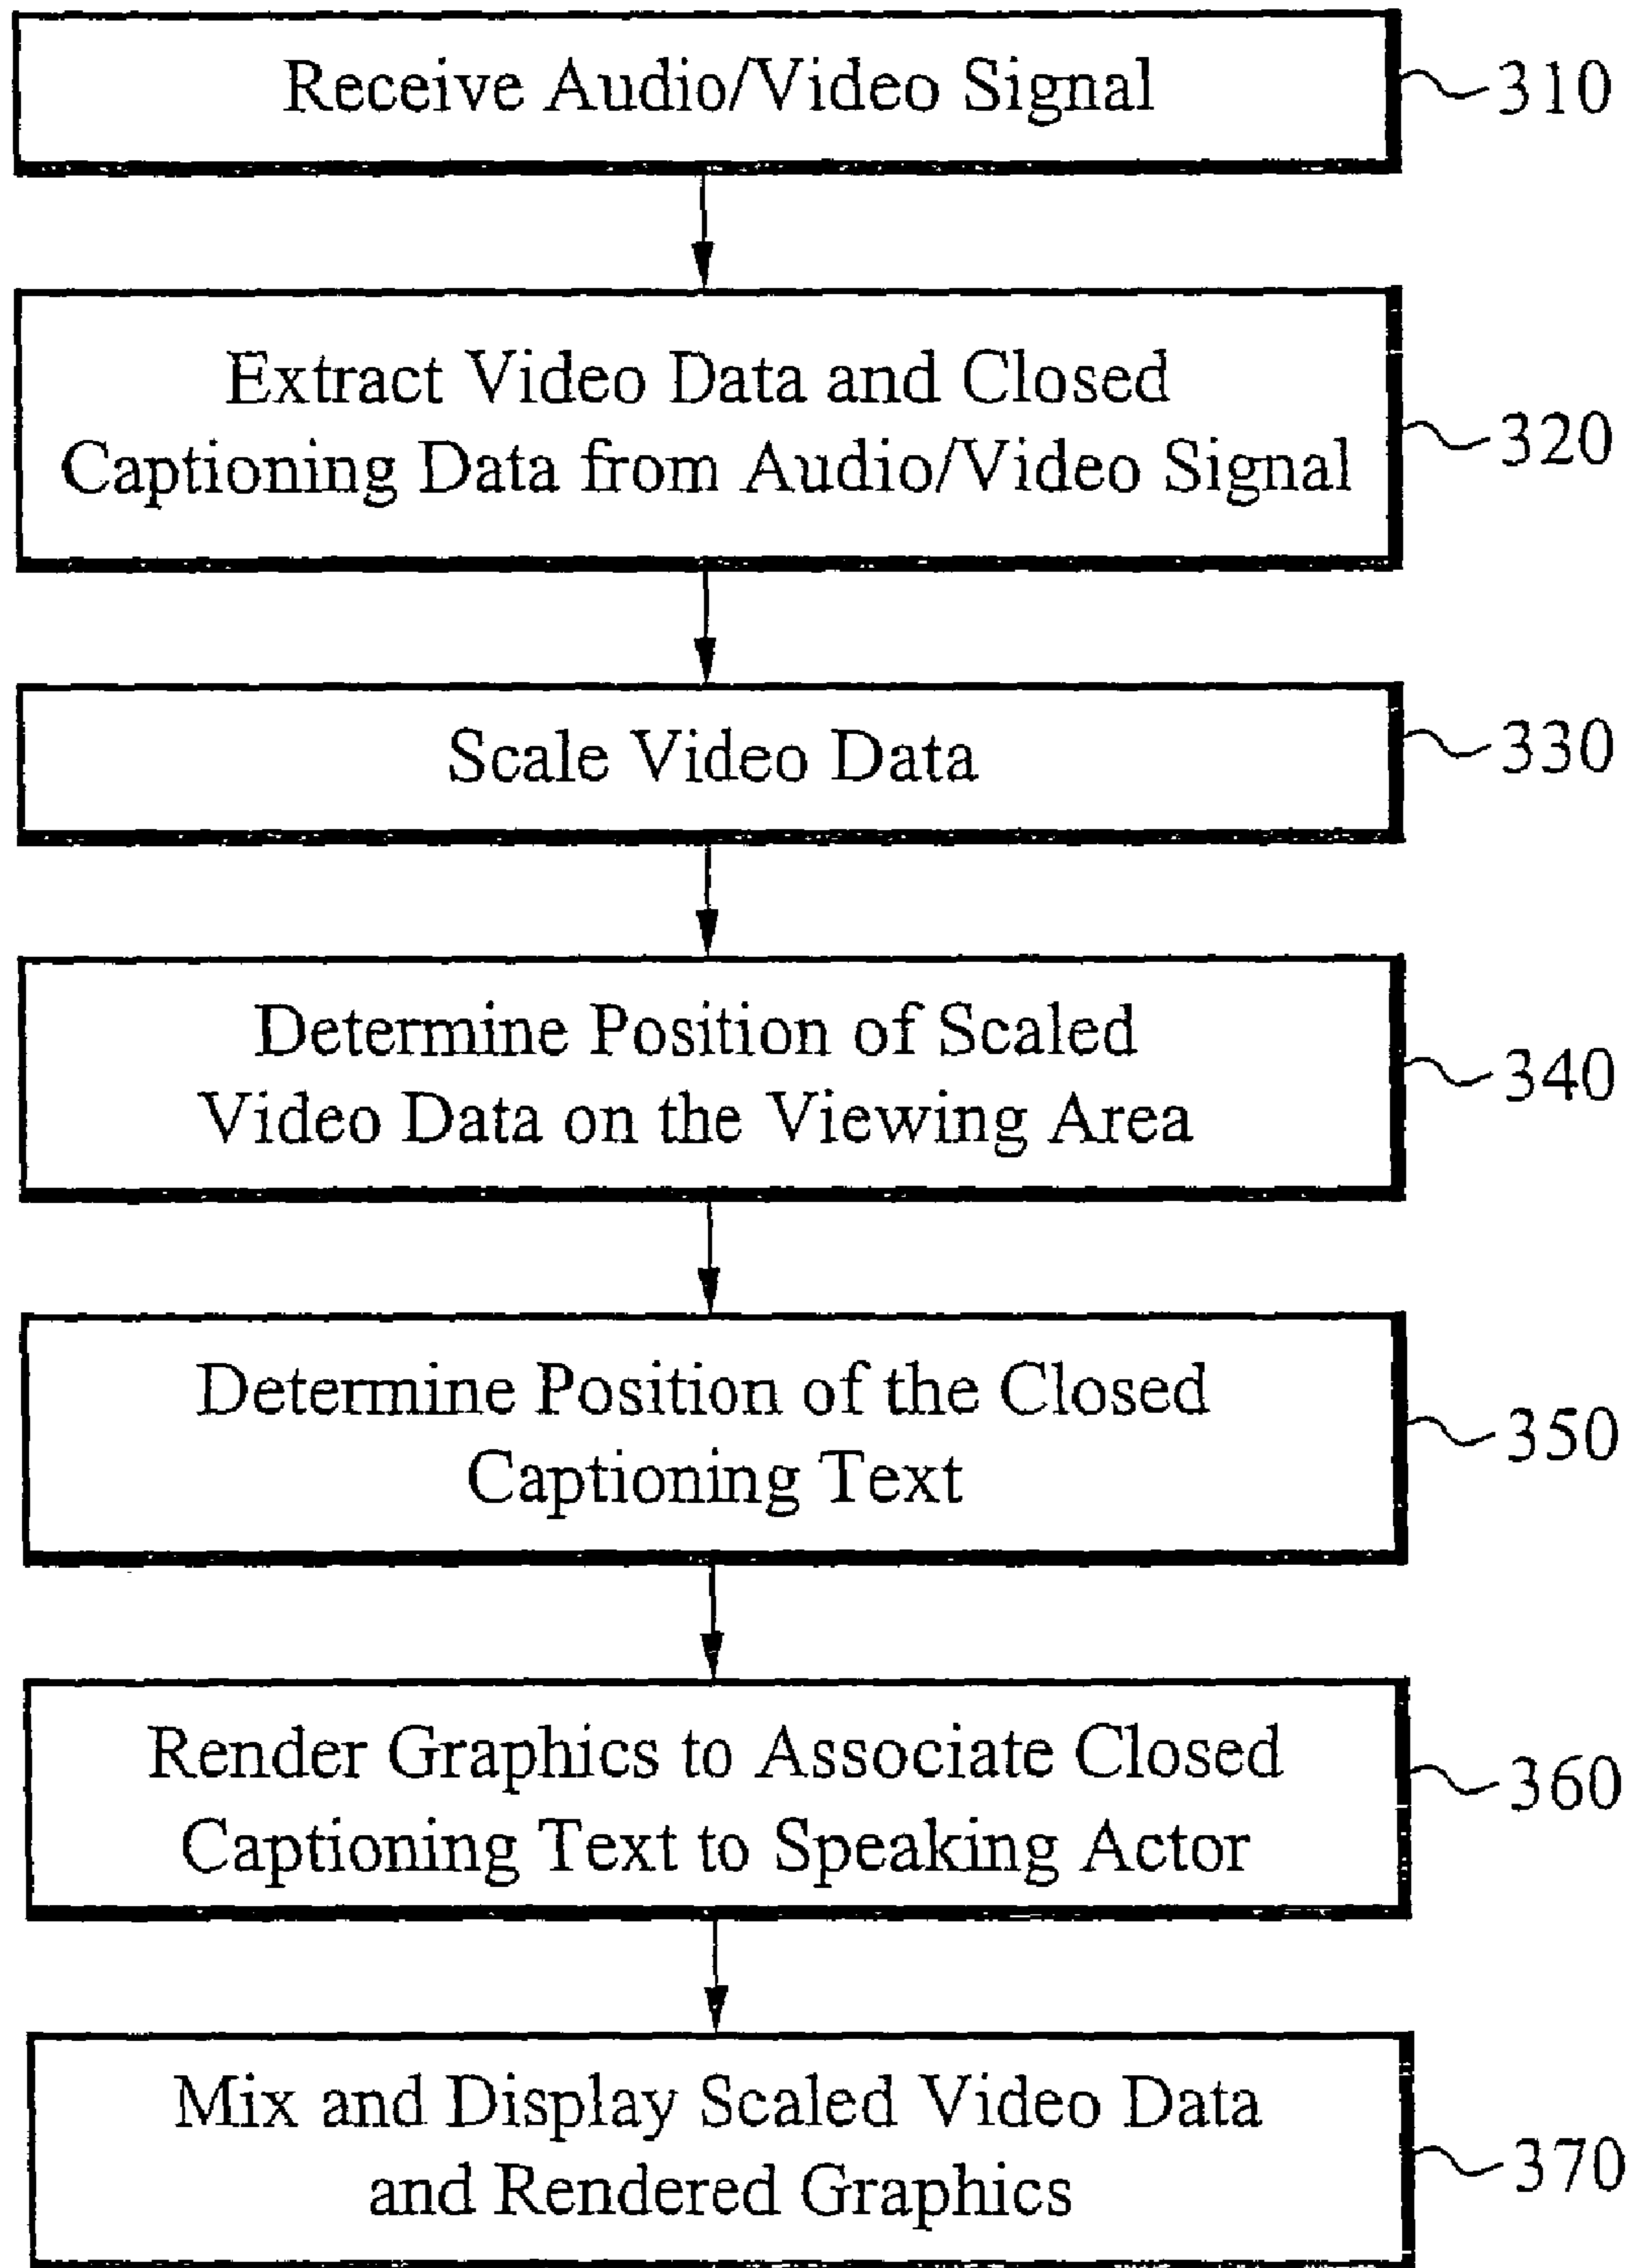 Receive Audio/Video Signal
310
Extract Video Data and Closed
Captioning Data from Audio/Video Signal
320
Scale Video Data
330
Determine Position of Scaled
Video Data on the Viewing Area
340
Determine Position of the Closed
Captioning Text
350
Render Graphics to Associate Closed
Captioning Text to Speaking Actor
360
Mix and Display Scaled Video Data
and Rendered Graphics
370